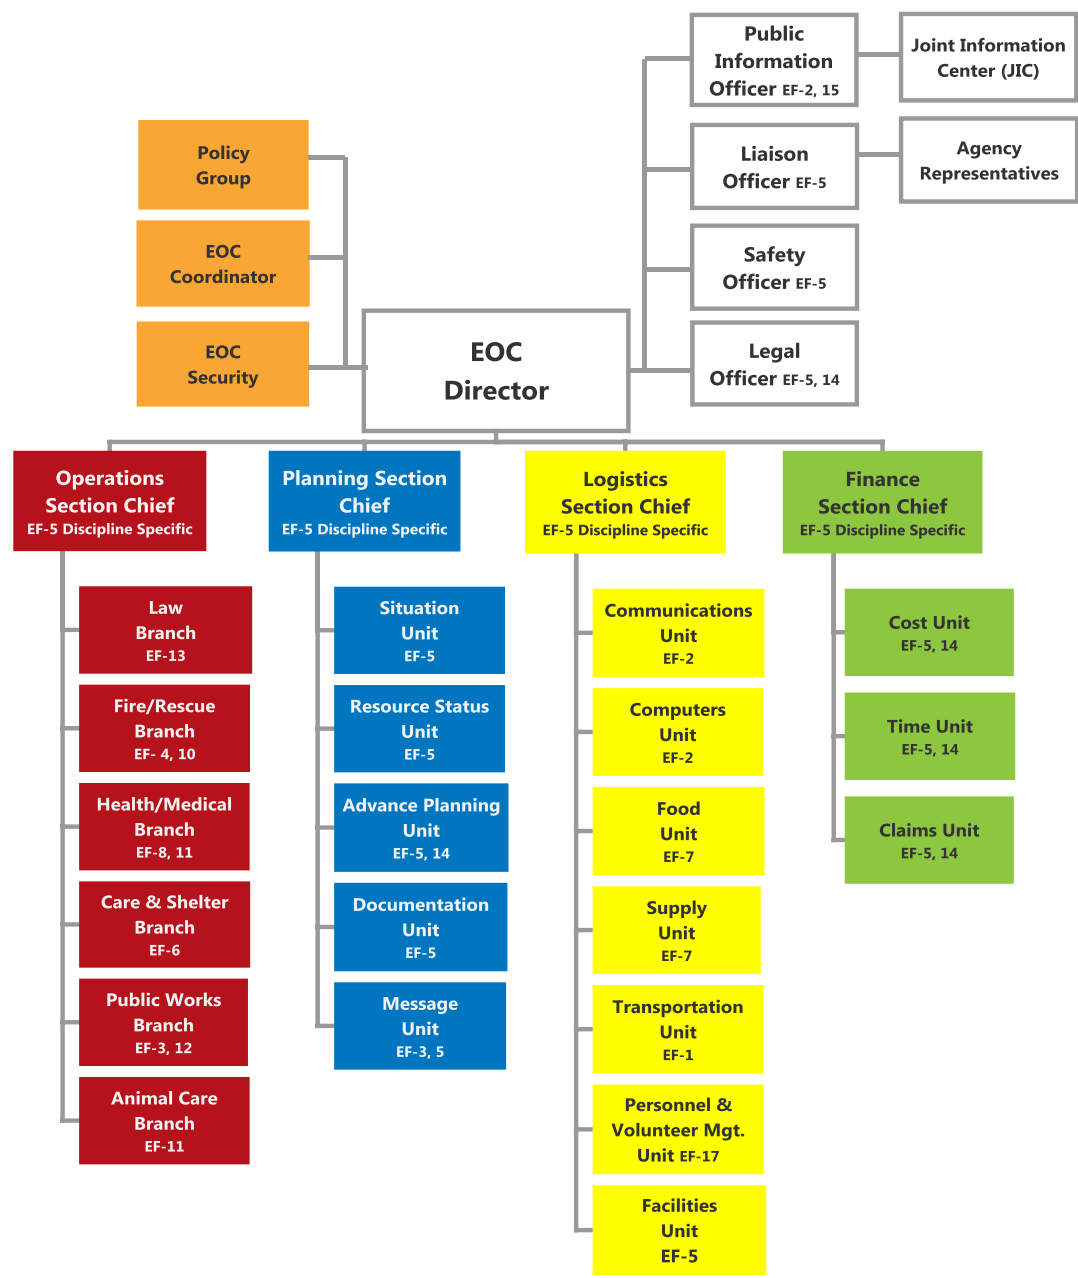 Public
Information
Officer EF-2, 15
Joint Information
Center (JIC)
Policy
Group
Liaison
Officer EF-5
Agency
Representatives
EOC
Coordinator
Safety
Officer EF-5
EOC
Security
EOC
Director
Legal
Officer EF-5, 14
Operations
Section Chief
EF-5 Discipline Specific
Law
Branch
EF-13
Fire/Rescue
Branch
EF- 4, 10
Health/Medical
Branch
EF-8, 11
Care & Shelter
Branch
EF-6
Public Works
Branch
EF-3, 12
Animal Care
Branch
EF-11
Planning Section
Chief
EF-5 Discipline Specific
Situation
Unit
EF-5
Resource Status
Unit
EF-5
Advance Planning
Unit
EF-5, 14
Documentation
Unit
EF-5
Message
Unit
EF-3, 5
Logistics
Section Chief
EF-5 Discipline Specific
Communications
Unit
EF-2
Computers
Unit
EF-2
Food
Unit
EF-7
Supply
Unit
EF-7
Transportation
Unit
EF-1
Personnel &
Volunteer Mgt.
Unit EF-17
Facilities
Unit
EF-5
Finance
Section Chief
EF-5 Discipline Specific
Cost Unit
EF-5, 14
Time Unit
EF-5, 14
Claims Unit
EF-5, 14